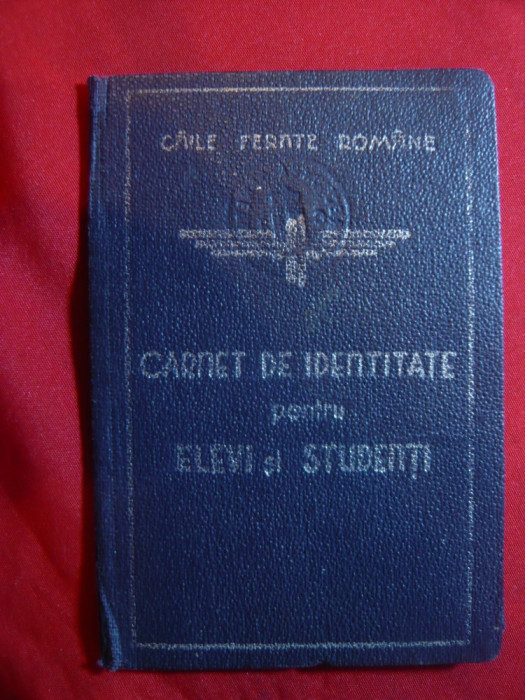 CĂILE FERATE ROMÂNE
CARNET DE IDENTITATE
pentru
ELEVI și STUDENȚI